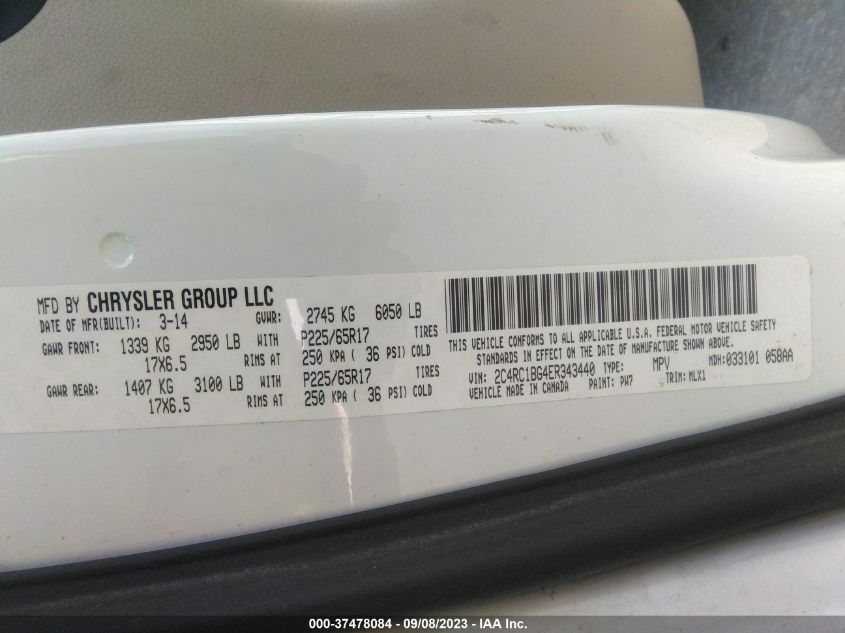 MFD BY CHRYSLER GROUP LLC
DATE OF MFR(BUILT): 3-14 GVWR: 2745 KG 6050 LB
GAWR FRONT: 1339 KG 2950 LB WITH P225/65R17 TIRES
17X6.5 RIMS AT 250 KPA ( 36 PSI) COLD
GAWR REAR: 1407 KG 3100 LB WITH P225/65R17 TIRES
17X6.5 RIMS AT 250 KPA ( 36 PSI) COLD
THIS VEHICLE CONFORMS TO ALL APPLICABLE U.S.A. FEDERAL MOTOR VEHICLE SAFETY
STANDARDS IN EFFECT ON THE DATE OF MANUFACTURE SHOWN ABOVE.
VIN: 2C4RC1BG4ER343440 TYPE: MPV MDH: 033101 058AA
VEHICLE MADE IN CANADA PAINT: PW7 TRIM: MLX1
000-37478084 - 09/08/2023 - IAA Inc.